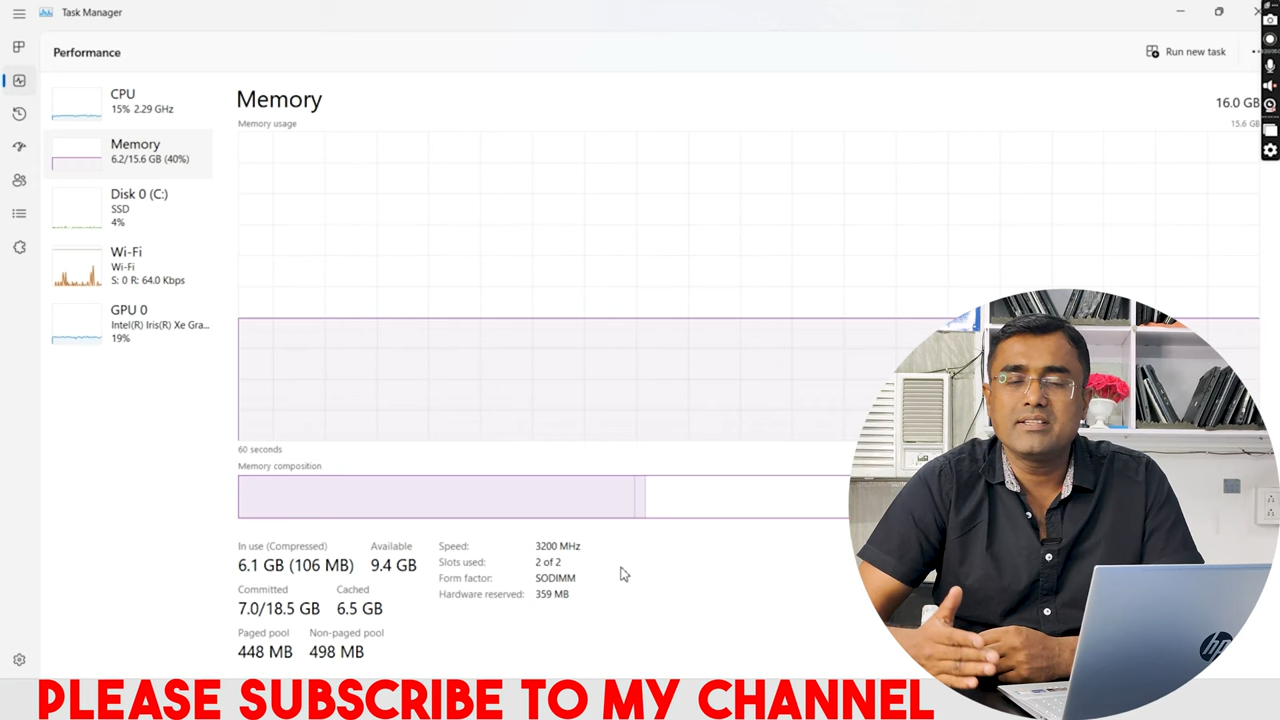 Task Manager
Performance
Run new task
CPU
15% 2.29 GHz
Memory
6.2/15.6 GB (40%)
Disk 0 (C:)
SSD
4%
Wi-Fi
Wi-Fi
S: 0 R: 64.0 Kbps
GPU 0
Intel(R) Iris(R) Xe Gra...
19%
Memory
16.0 GB
Memory usage
15.6 GB
60 seconds
Memory composition
In use (Compressed)
6.1 GB (106 MB)
Available
9.4 GB
Committed
7.0/18.5 GB
Cached
6.5 GB
Paged pool
448 MB
Non-paged pool
498 MB
Speed: 3200 MHz
Slots used: 2 of 2
Form factor: SODIMM
Hardware reserved: 359 MB
hp
PLEASE SUBSCRIBE TO MY CHANNEL